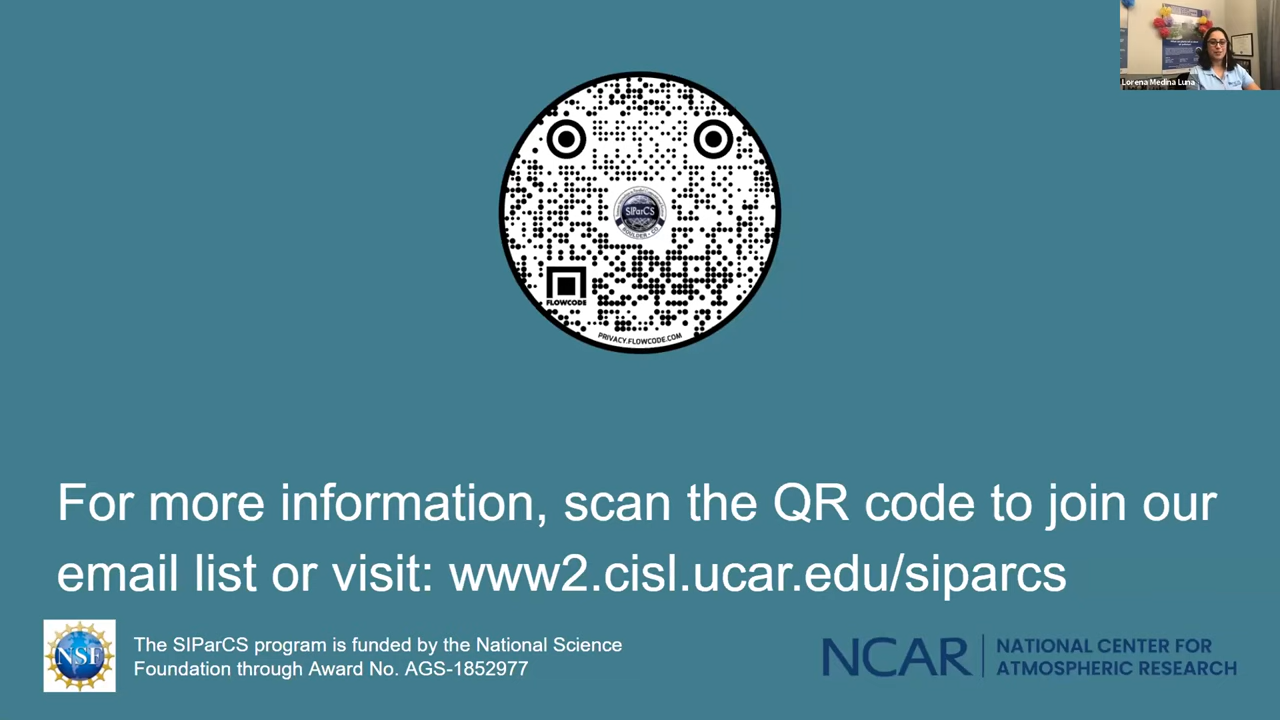 Lorena Medina Luna
SIParCS
BOULDER • CO
FLOWCODE
PRIVACY.FLOWCODE.COM
For more information, scan the QR code to join our
email list or visit: www2.cisl.ucar.edu/siparcs
NSF
The SIParCS program is funded by the National Science
Foundation through Award No. AGS-1852977
NCAR
NATIONAL CENTER FOR
ATMOSPHERIC RESEARCH